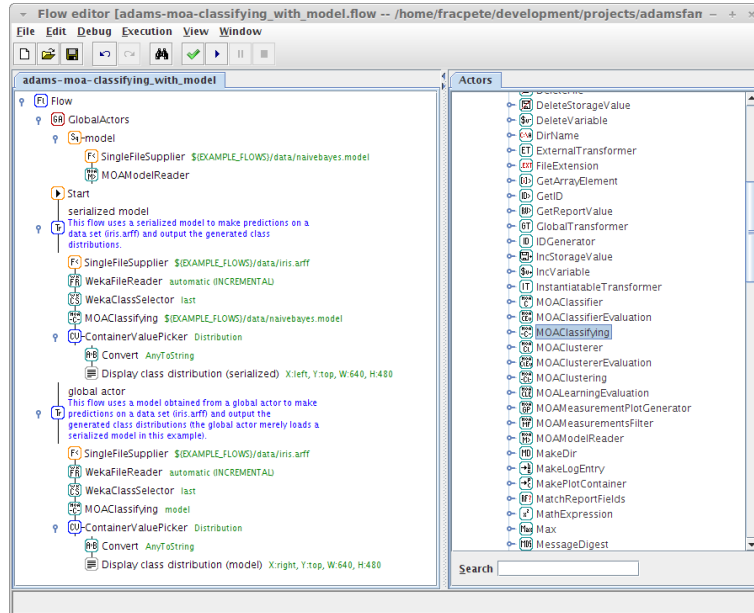 Flow editor [adams-moa-classifying_with_model.flow -- /home/fracpete/development/projects/adamsfam
File Edit Debug Execution View Window
adams-moa-classifying_with_model
Flow
GlobalActors
model
SingleFileSupplier $(EXAMPLE_FLOWS)/data/naivebayes.model
MOAModelReader
Start
serialized model
This flow uses a serialized model to make predictions on a
data set (iris.arff) and output the generated class
distributions.
SingleFileSupplier $(EXAMPLE_FLOWS)/data/iris.arff
WekaFileReader automatic (INCREMENTAL)
WekaClassSelector last
MOAClassifying $(EXAMPLE_FLOWS)/data/naivebayes.model
ContainerValuePicker Distribution
Convert AnyToString
Display class distribution (serialized) X:left, Y:top, W:640, H:480
global actor
This flow uses a model obtained from a global actor to make
predictions on a data set (iris.arff) and output the
generated class distributions (the global actor merely loads a
serialized model in this example).
SingleFileSupplier $(EXAMPLE_FLOWS)/data/iris.arff
WekaFileReader automatic (INCREMENTAL)
WekaClassSelector last
MOAClassifying model
ContainerValuePicker Distribution
Convert AnyToString
Display class distribution (model) X:right, Y:top, W:640, H:480
Actors
DeleteFile
DeleteStorageValue
DeleteVariable
DirName
ExternalTransformer
FileExtension
GetArrayElement
GetID
GetReportValue
GlobalTransformer
IDGenerator
IncStorageValue
IncVariable
InstantiatableTransformer
MOAClassifier
MOAClassifierEvaluation
MOAClassifying
MOAClusterer
MOAClustererEvaluation
MOAClustering
MOALearningEvaluation
MOAMeasurementPlotGenerator
MOAMeasurementsFilter
MOAModelReader
MakeDir
MakeLogEntry
MakePlotContainer
MatchReportFields
MathExpression
Max
MessageDigest
Search